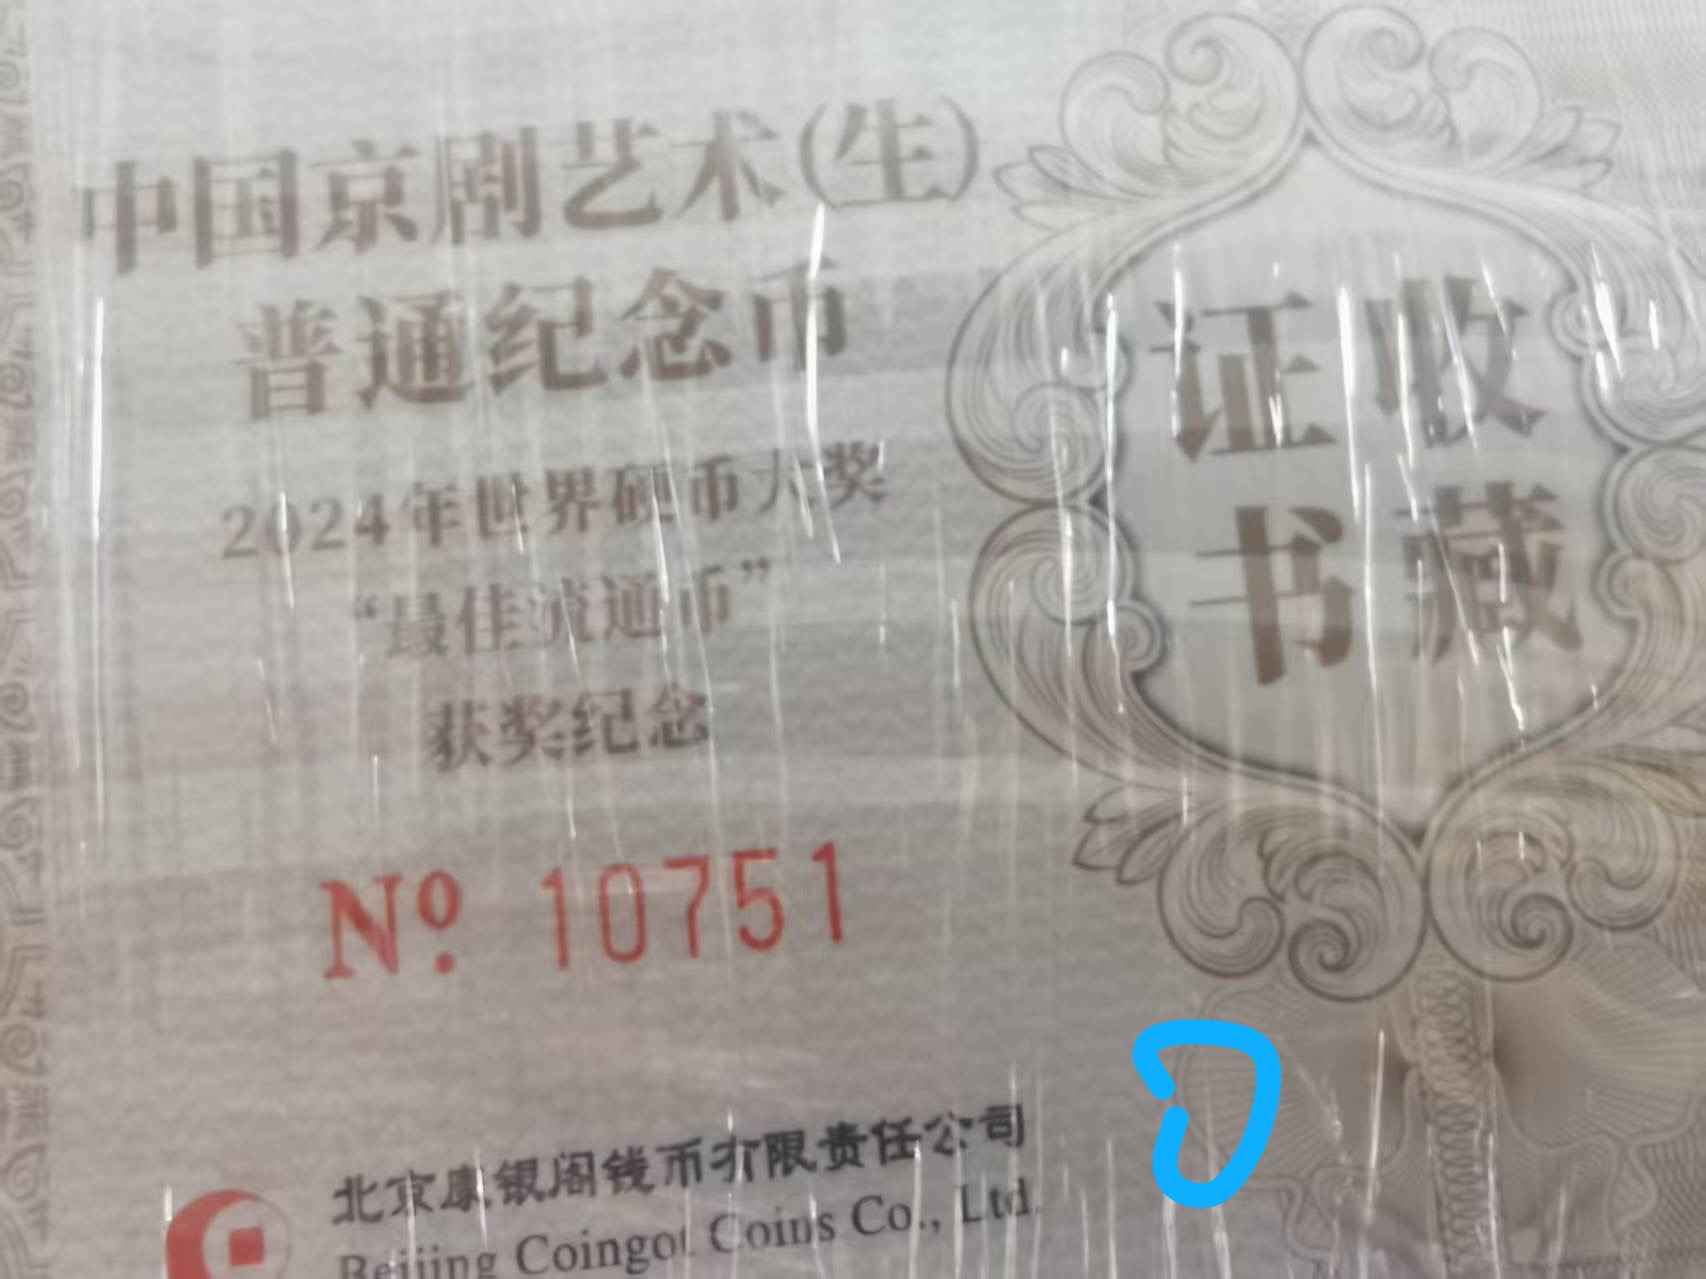 中国京剧艺术(生)
普通纪念币
2024年世界硬币大奖
“最佳流通币”
获奖纪念
Nº 10751
北京康银阁钱币有限责任公司
Beijing Coingot Coins Co., Ltd.
收藏
证书